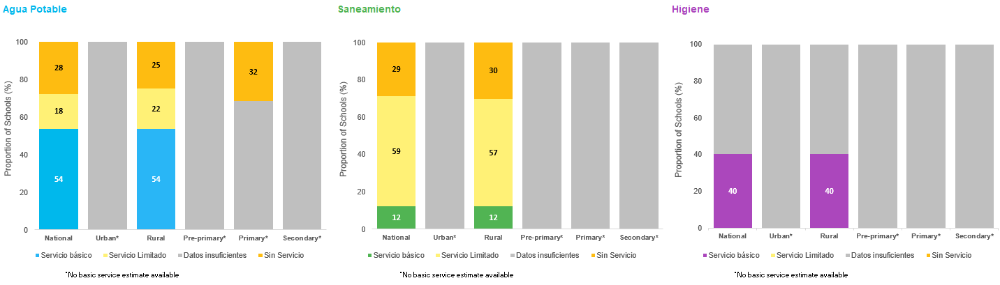 Agua Potable
Proportion of Schools (%)
100
80
60
40
20
0
28
18
54
25
22
54
32
National Urban* Rural Pre-primary* Primary* Secondary*
Servicio básico Servicio Limitado Datos insuficientes Sin Servicio
*No basic service estimate available
Saneamiento
Proportion of Schools (%)
100
80
60
40
20
0
29
59
12
30
57
12
National Urban* Rural Pre-primary* Primary* Secondary*
Servicio básico Servicio Limitado Datos insuficientes Sin Servicio
*No basic service estimate available
Higiene
Proportion of Schools (%)
100
80
60
40
20
0
40
40
National Urban* Rural Pre-primary* Primary* Secondary*
Servicio básico Servicio Limitado Datos insuficientes Sin Servicio
*No basic service estimate available